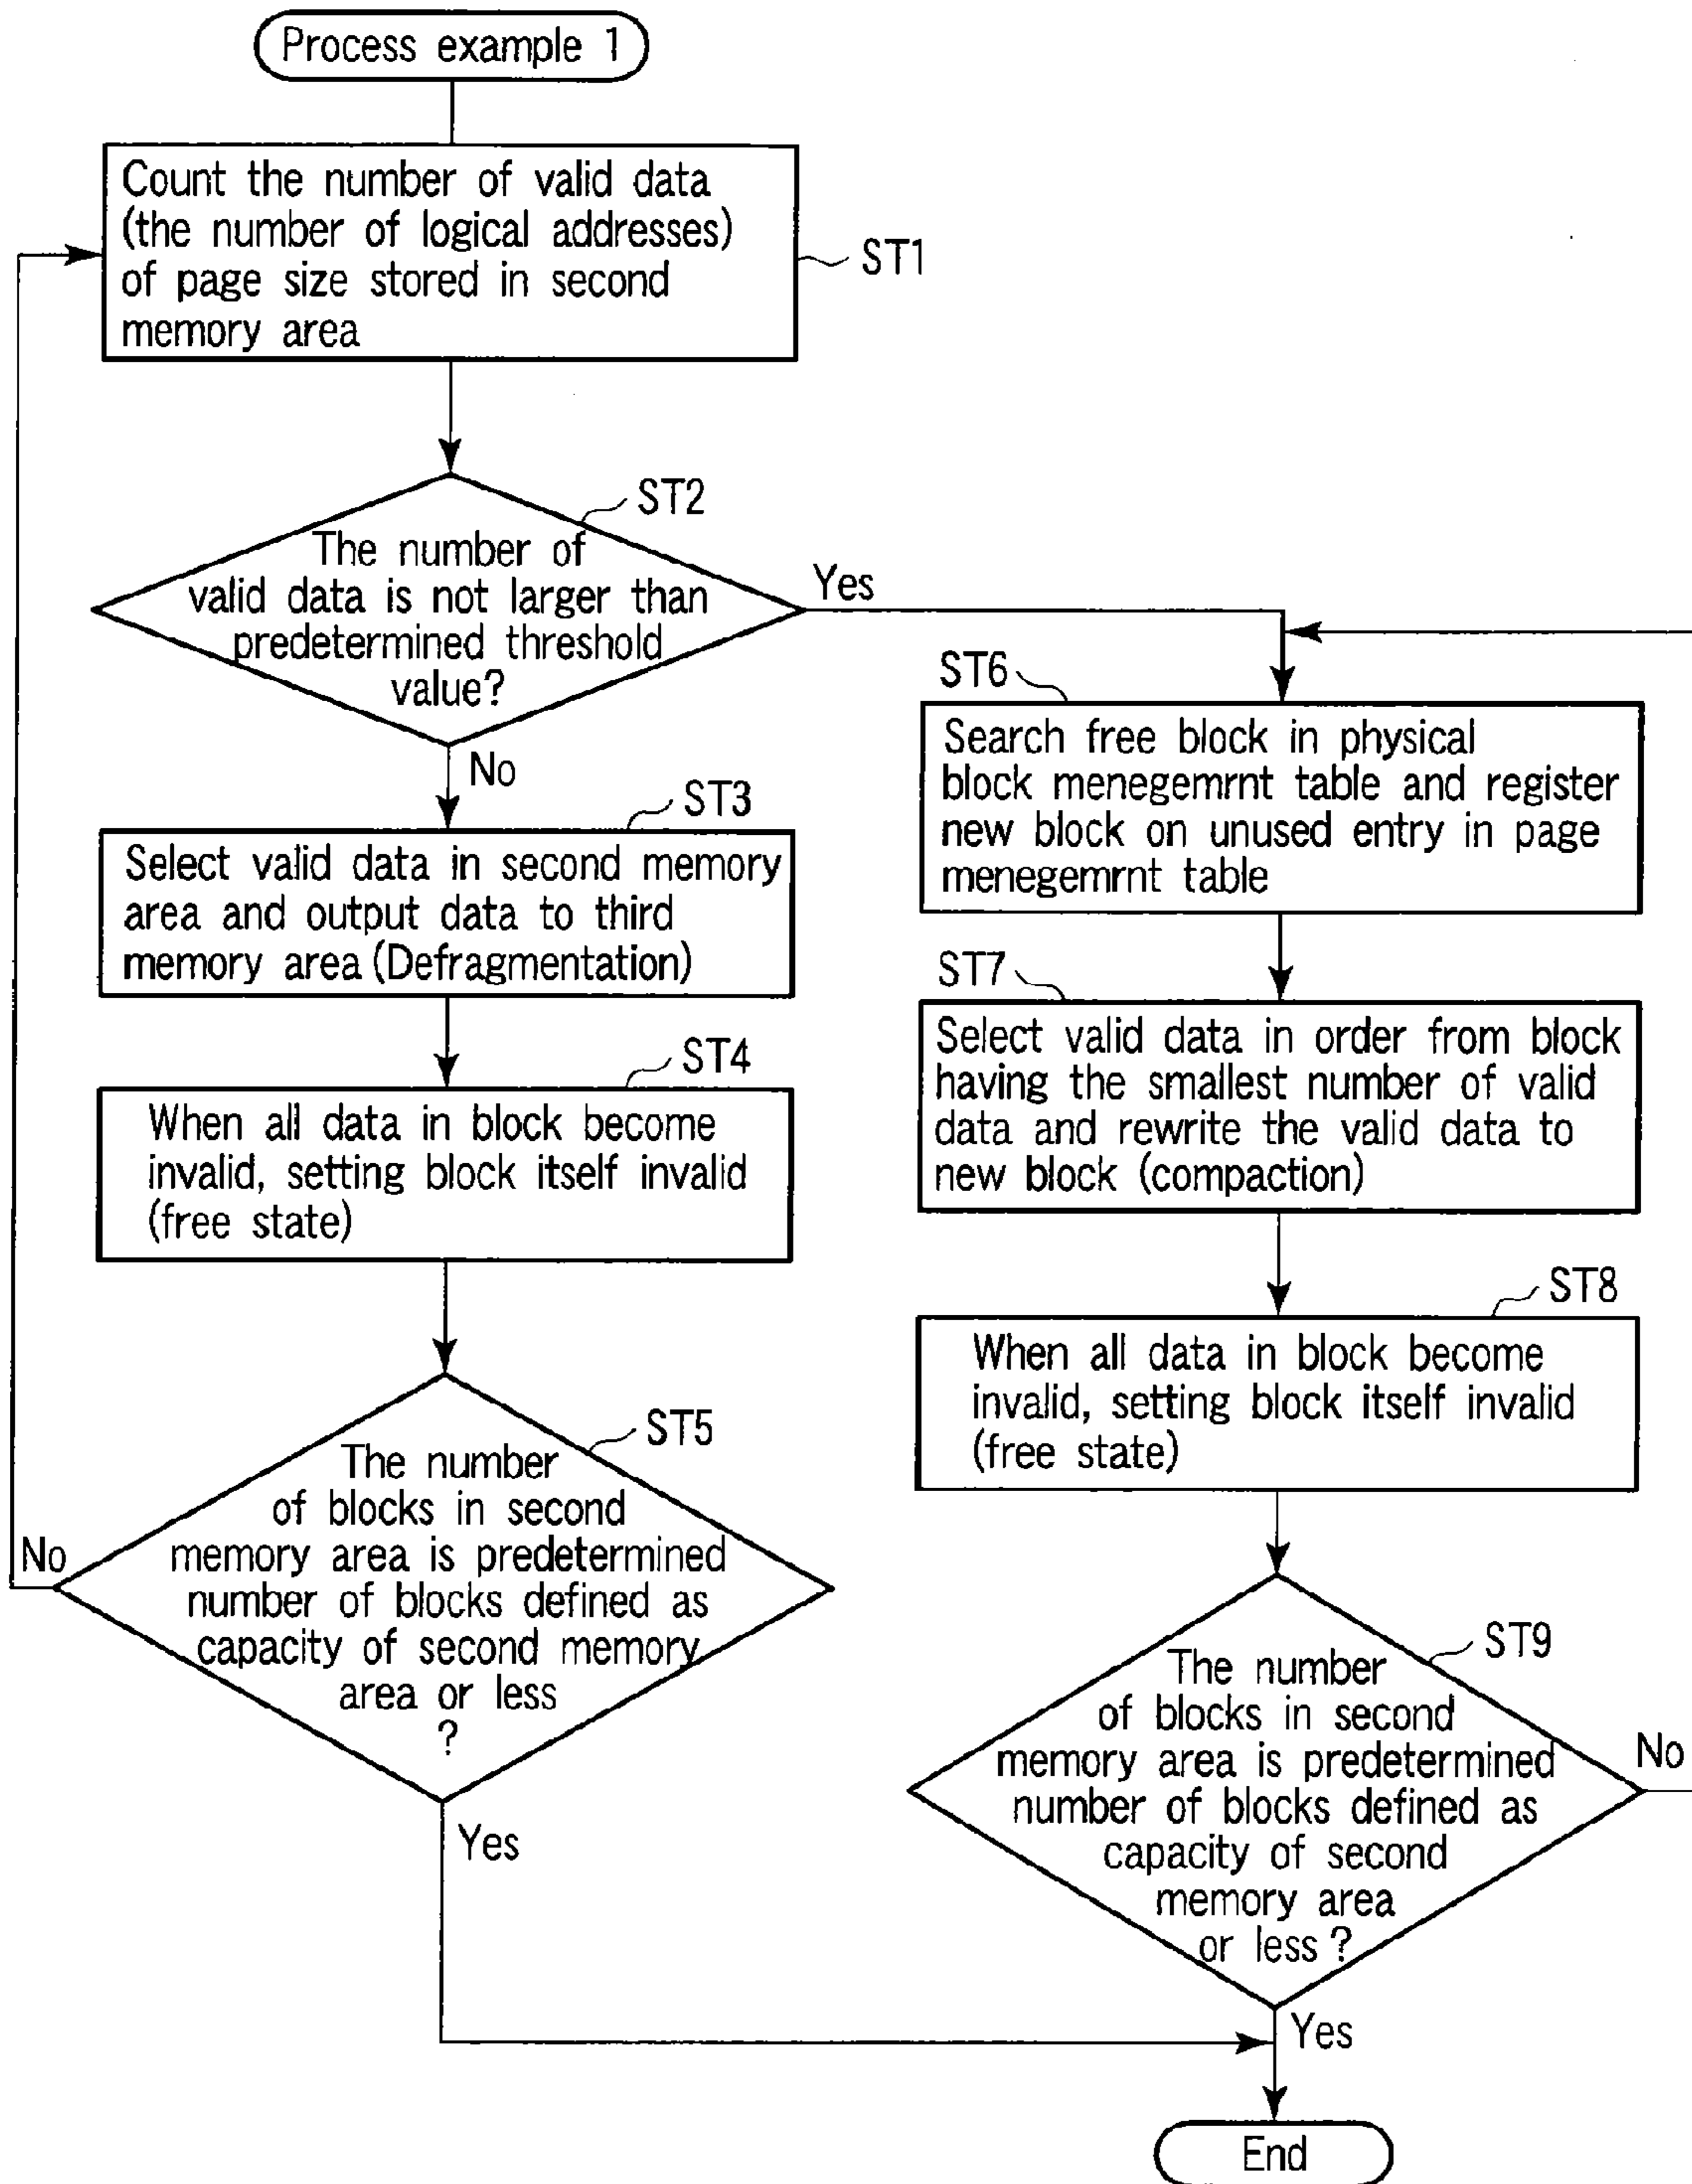 Process example 1
Count the number of valid data
(the number of logical addresses)
of page size stored in second
memory area
ST1
ST2
The number of
valid data is not larger than
predetermined threshold
value?
Yes
No
ST3
Select valid data in second memory
area and output data to third
memory area (Defragmentation)
ST4
When all data in block become
invalid, setting block itself invalid
(free state)
ST5
The number
of blocks in second
memory area is predetermined
number of blocks defined as
capacity of second memory
area or less
?
No
Yes
ST6
Search free block in physical
block menegemrnt table and register
new block on unused entry in page
menegemrnt table
ST7
Select valid data in order from block
having the smallest number of valid
data and rewrite the valid data to
new block (compaction)
ST8
When all data in block become
invalid, setting block itself invalid
(free state)
ST9
The number
of blocks in second
memory area is predetermined
number of blocks defined as
capacity of second
memory area
or less ?
No
Yes
End